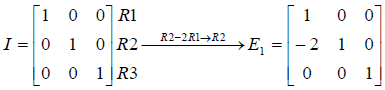 I = [1 0 0; 0 1 0; 0 0 1] R1 R2 R3 R2−2R1→R2 E₁ = [1 0 0; −2 1 0; 0 0 1]